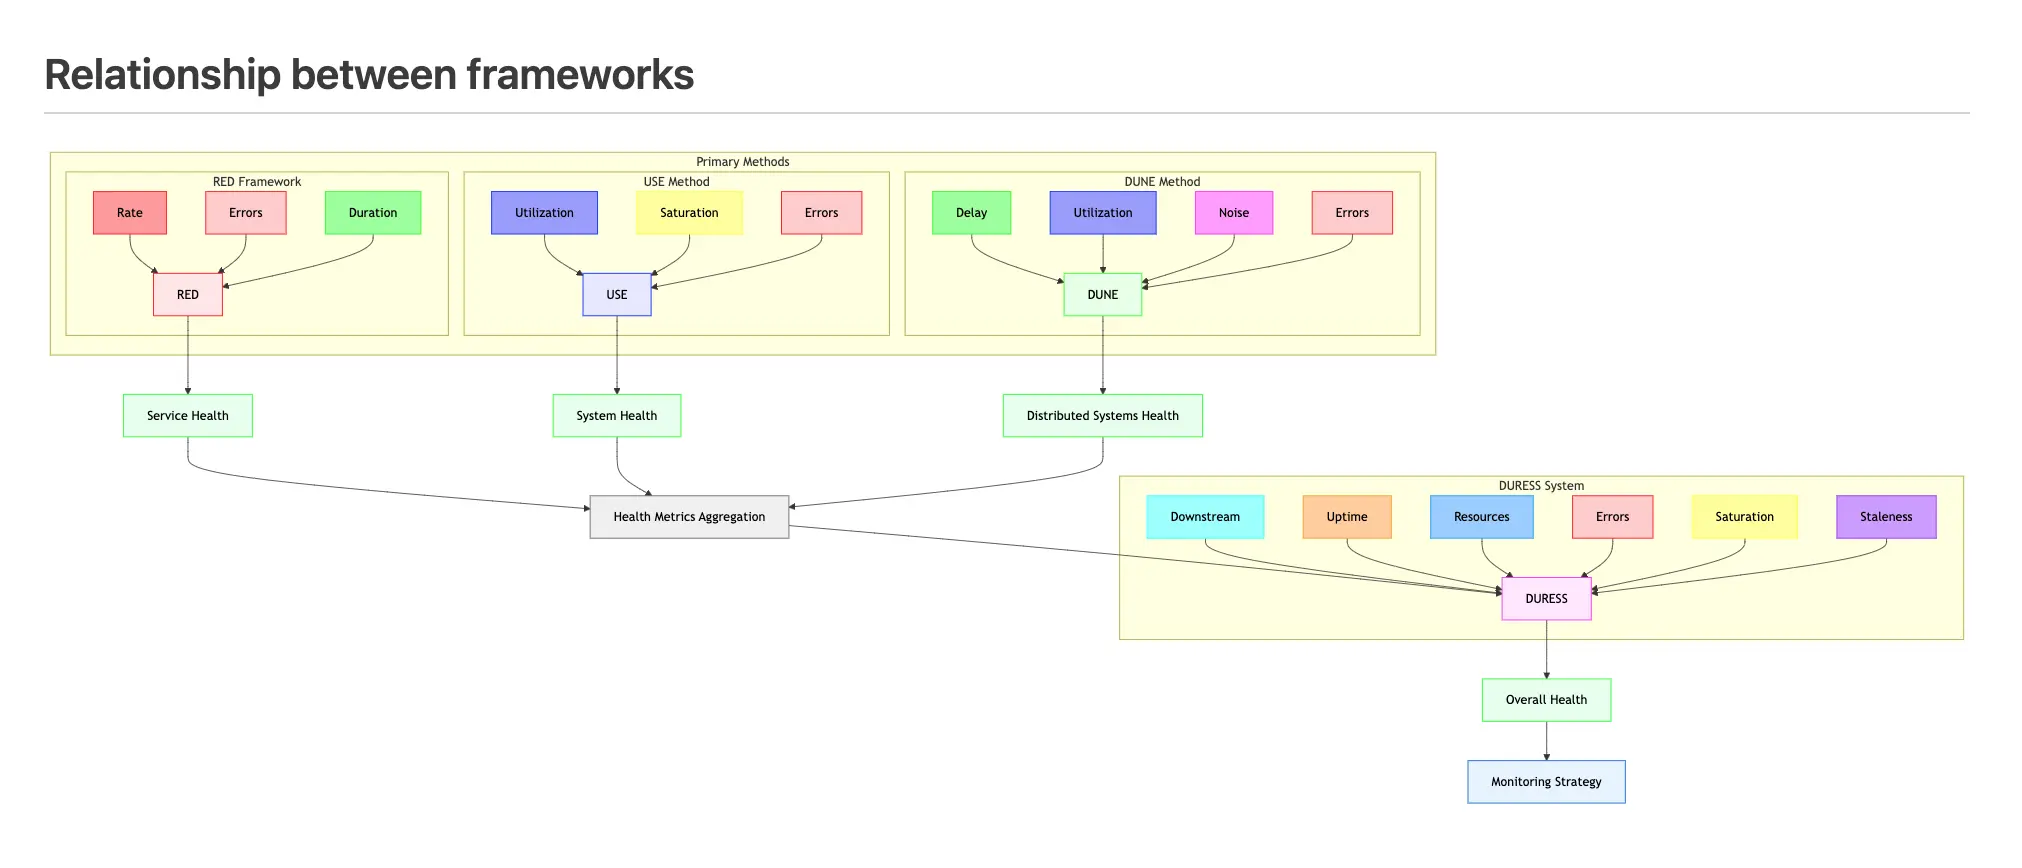 Relationship between frameworks
Primary Methods
RED Framework
USE Method
DUNE Method
Rate
Errors
Duration
Utilization
Saturation
Errors
Delay
Utilization
Noise
Errors
RED
USE
DUNE
Service Health
System Health
Distributed Systems Health
Health Metrics Aggregation
DURESS System
Downstream
Uptime
Resources
Errors
Saturation
Staleness
DURESS
Overall Health
Monitoring Strategy